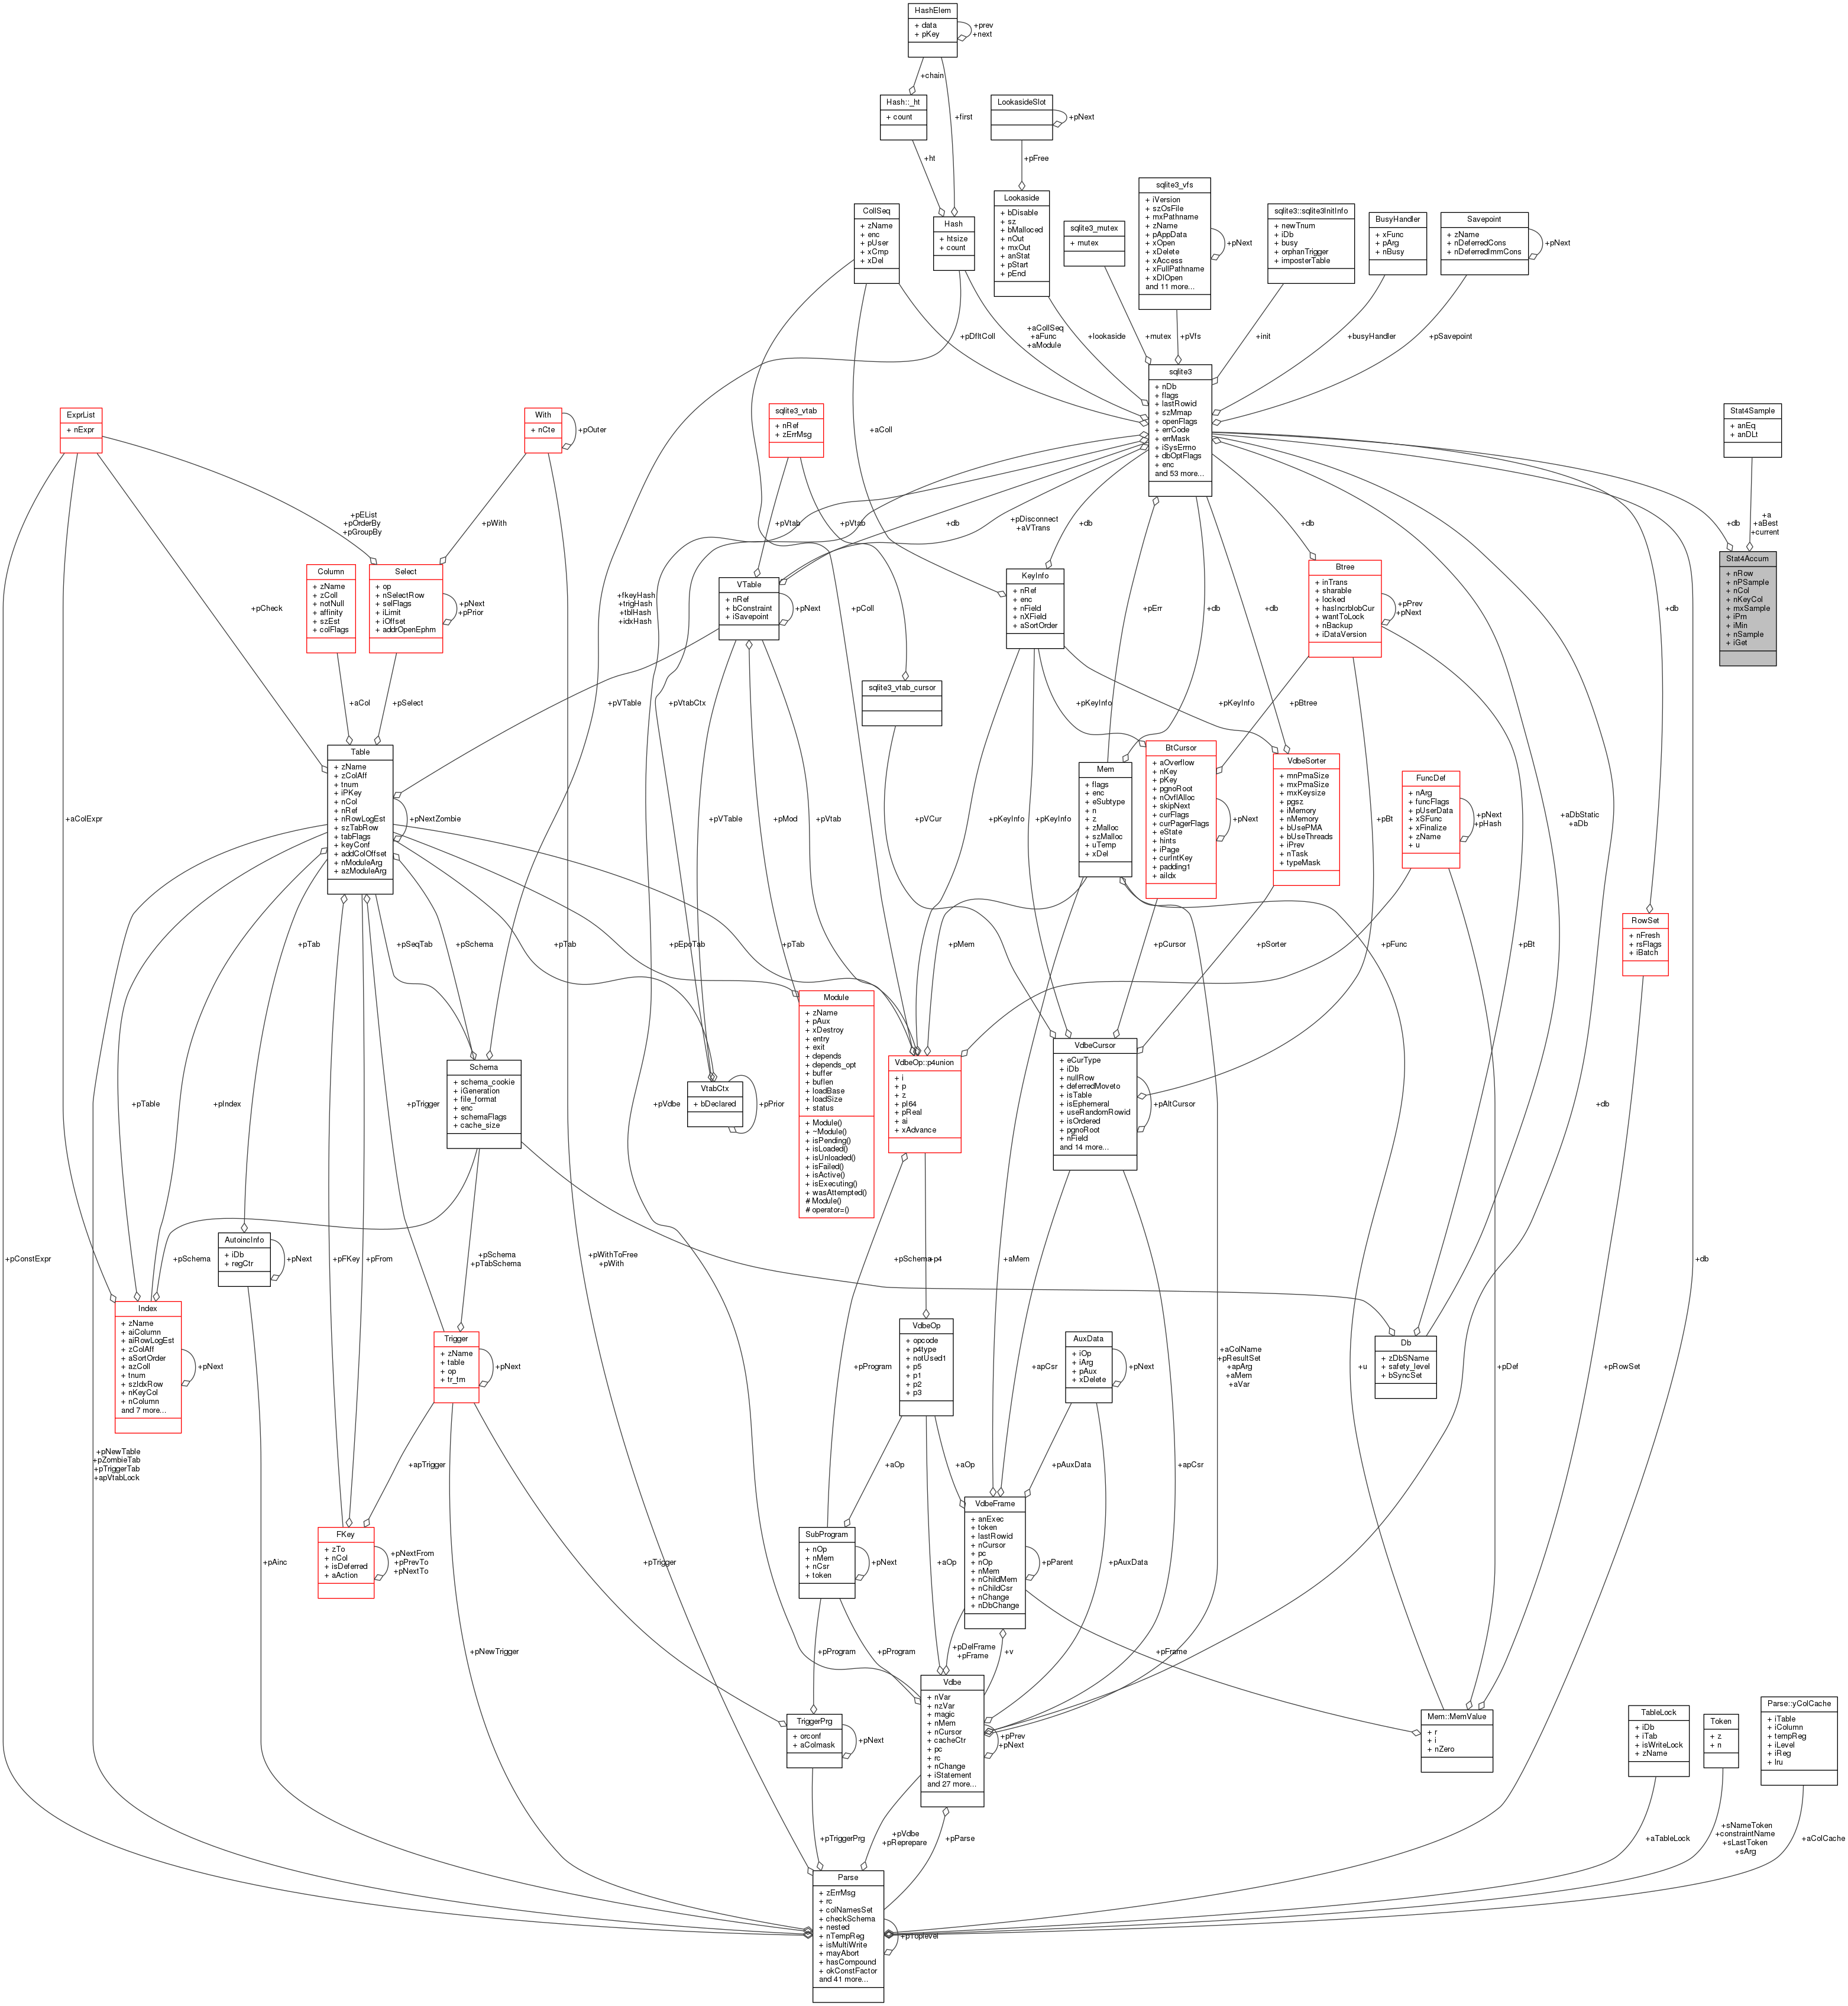 HashElem
+ data
+ pKey
+prev
+next
+chain
Hash::_ht
+ count
+first
LookasideSlot
+pNext
+ht
+pFree
CollSeq
+ zName
+ enc
+ pUser
+ xCmp
+ xDel
Hash
+ htsize
+ count
Lookaside
+ bDisable
+ sz
+ bMalloced
+ nOut
+ mxOut
+ anStat
+ pStart
+ pEnd
sqlite3_mutex
+ mutex
sqlite3_vfs
+ iVersion
+ szOsFile
+ mxPathname
+ zName
+ pAppData
+ xOpen
+ xDelete
+ xAccess
+ xFullPathname
+ xDlOpen
and 11 more...
+pNext
sqlite3::sqlite3InitInfo
+ newTnum
+ iDb
+ busy
+ orphanTrigger
+ imposterTable
BusyHandler
+ xFunc
+ pArg
+ nBusy
Savepoint
+ zName
+ nDeferredCons
+ nDeferredImmCons
+pNext
+pDfltColl
+aCollSeq
+aFunc
+aModule
+lookaside
+mutex
+pVfs
+init
+busyHandler
+pSavepoint
sqlite3
+ nDb
+ flags
+ lastRowid
+ szMmap
+ openFlags
+ errCode
+ errMask
+ iSysErrno
+ dbOptFlags
+ enc
and 53 more...
ExprList
+ nExpr
With
+ nCte
+pOuter
sqlite3_vtab
+ nRef
+ zErrMsg
+aColl
Stat4Sample
+ anEq
+ anDLt
+pEList
+pOrderBy
+pGroupBy
+pWith
+pVtab
+pVtab
+db
+pDisconnect
+aVTrans
+db
+db
+db
+a
+aBest
+current
Stat4Accum
+ nRow
+ nPSample
+ nCol
+ nKeyCol
+ mxSample
+ iPrn
+ iMin
+ nSample
+ iGet
Column
+ zName
+ zColl
+ notNull
+ affinity
+ szEst
+ colFlags
Select
+ op
+ nSelectRow
+ selFlags
+ iLimit
+ iOffset
+ addrOpenEphm
+pNext
+pPrior
+pCheck
+fkeyHash
+trigHash
+tblHash
+idxHash
VTable
+ nRef
+ bConstraint
+ iSavepoint
+pNext
+pColl
KeyInfo
+ nRef
+ enc
+ nField
+ nXField
+ aSortOrder
+pErr
+db
+db
Btree
+ inTrans
+ sharable
+ locked
+ hasIncrblobCur
+ wantToLock
+ nBackup
+ iDataVersion
+pPrev
+pNext
+db
sqlite3_vtab_cursor
+aCol
+pSelect
+pVTable
+pVtabCtx
+pKeyInfo
+pKeyInfo
+pBtree
Table
+ zName
+ zColAff
+ tnum
+ iPKey
+ nCol
+ nRef
+ nRowLogEst
+ szTabRow
+ tabFlags
+ keyConf
+ addColOffset
+ nModuleArg
+ azModuleArg
+pNextZombie
Mem
+ flags
+ enc
+ eSubtype
+ n
+ z
+ zMalloc
+ szMalloc
+ uTemp
+ xDel
BtCursor
+ aOverflow
+ nKey
+ pKey
+ pgnoRoot
+ nOvflAlloc
+ skipNext
+ curFlags
+ curPagerFlags
+ eState
+ hints
+ iPage
+ curIntKey
+ padding1
+ aiIdx
+pNext
VdbeSorter
+ mnPmaSize
+ mxPmaSize
+ mxKeysize
+ pgsz
+ iMemory
+ nMemory
+ bUsePMA
+ bUseThreads
+ iPrev
+ nTask
+ typeMask
FuncDef
+ nArg
+ funcFlags
+ pUserData
+ xSFunc
+ xFinalize
+ zName
+ u
+pNext
+pHash
+aDbStatic
+aDb
+aColExpr
+pVTable
+pMod
+pVtab
+pVCur
+pKeyInfo
+pKeyInfo
+pBt
RowSet
+ nFresh
+ rsFlags
+ iBatch
+pTab
+pSeqTab
+pSchema
+pTab
+pEpoTab
+pTab
+pMem
+pCursor
+pSorter
+pFunc
+pBt
Module
+ zName
+ pAux
+ xDestroy
+ entry
+ exit
+ depends
+ depends_opt
+ buffer
+ buflen
+ loadBase
+ loadSize
+ status
+ Module()
+ ~Module()
+ isPending()
+ isLoaded()
+ isUnloaded()
+ isFailed()
+ isActive()
+ isExecuting()
+ wasAttempted()
# Module()
# operator=()
Schema
+ schema_cookie
+ iGeneration
+ file_format
+ enc
+ schemaFlags
+ cache_size
VtabCtx
+ bDeclared
+pPrior
VdbeOp::p4union
+ i
+ p
+ z
+ pI64
+ pReal
+ ai
+ xAdvance
VdbeCursor
+ eCurType
+ iDb
+ nullRow
+ deferredMoveto
+ isTable
+ isEphemeral
+ useRandomRowid
+ isOrdered
+ pgnoRoot
+ nField
and 14 more...
+pAltCursor
+pTable
+pIndex
+pTrigger
+pVdbe
+db
AutoincInfo
+ iDb
+ regCtr
+pNext
+pConstExpr
+pSchema
+pFKey
+pFrom
+pSchema
+pTabSchema
+pWithToFree
+pWith
+pSchema
+p4
+aMem
+db
Index
+ zName
+ aiColumn
+ aiRowLogEst
+ zCollAff
+ aSortOrder
+ azColl
+ tnum
+ szIdxRow
+ nKeyCol
+ nColumn
and 7 more...
+pNext
Trigger
+ zName
+ table
+ op
+ tr_tm
+pNext
VdbeOp
+ opcode
+ p4type
+ notUsed1
+ p5
+ p1
+ p2
+ p3
AuxData
+ iOp
+ iArg
+ pAux
+ xDelete
+pNext
Db
+ zDbSName
+ safety_level
+ bSyncSet
+pProgram
+apCsr
+aColName
+pResultSet
+apArg
+aMem
+aVar
+u
+pDef
+pRowSet
+pNewTable
+pZombieTab
+pTriggerTab
+apVtabLock
+apTrigger
+aOp
+aOp
+pAuxData
+apCsr
FKey
+ zTo
+ nCol
+ isDeferred
+ aAction
+pNextFrom
+pPrevTo
+pNextTo
SubProgram
+ nOp
+ nMem
+ nCsr
+ token
+pNext
VdbeFrame
+ anExec
+ token
+ lastRowid
+ nCursor
+ pc
+ nOp
+ nMem
+ nChildMem
+ nChildCsr
+ nChange
+ nDbChange
+pParent
+pAinc
+pTrigger
+aOp
+pAuxData
+pNewTrigger
+pProgram
+pProgram
+pDelFrame
+pFrame
+v
+pFrame
Vdbe
+ nVar
+ nzVar
+ magic
+ nMem
+ nCursor
+ cacheCtr
+ pc
+ rc
+ nChange
+ iStatement
and 27 more...
+pPrev
+pNext
TriggerPrg
+ orconf
+ aColmask
+pNext
Mem::MemValue
+ r
+ i
+ nZero
TableLock
+ iDb
+ iTab
+ isWriteLock
+ zName
Token
+ z
+ n
Parse::yColCache
+ iTable
+ iColumn
+ tempReg
+ iLevel
+ iReg
+ lru
+pTriggerPrg
+pVdbe
+pReprepare
+pParse
+aTableLock
+sNameToken
+constraintName
+sLastToken
+sArg
+aColCache
Parse
+ zErrMsg
+ rc
+ colNamesSet
+ checkSchema
+ nested
+ nTempReg
+ isMultiWrite
+ mayAbort
+ hasCompound
+ okConstFactor
and 41 more...
+pToplevel